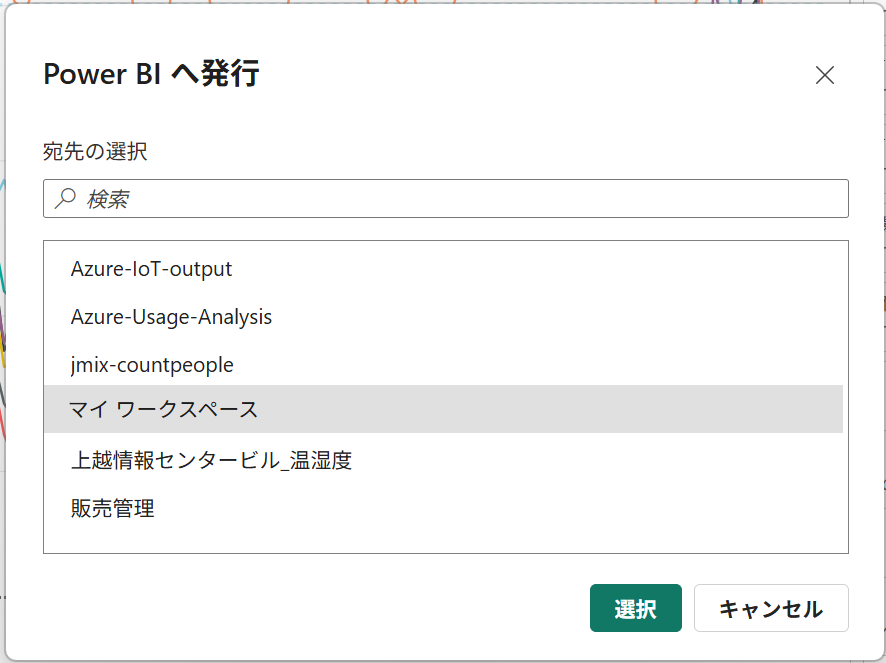 Power BI へ発行
宛先の選択
検索
Azure-IoT-output
Azure-Usage-Analysis
jmix-countpeople
マイ ワークスペース
上越情報センタービル_温湿度
販売管理
選択 キャンセル